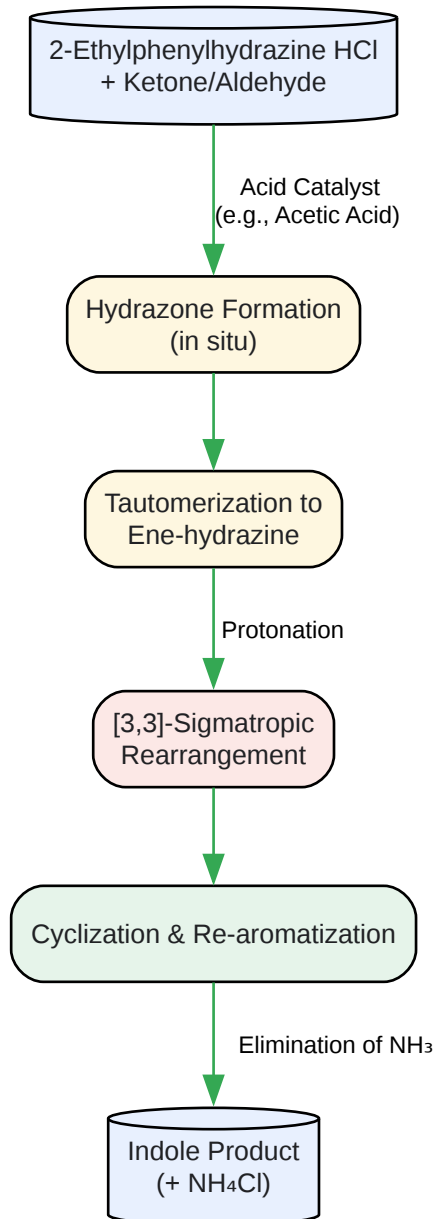 2-Ethylphenylhydrazine HCl
+ Ketone/Aldehyde
Acid Catalyst
(e.g., Acetic Acid)
Hydrazone Formation
(in situ)
Tautomerization to
Ene-hydrazine
Protonation
[3,3]-Sigmatropic
Rearrangement
Cyclization & Re-aromatization
Elimination of NH₃
Indole Product
(+ NH₄Cl)